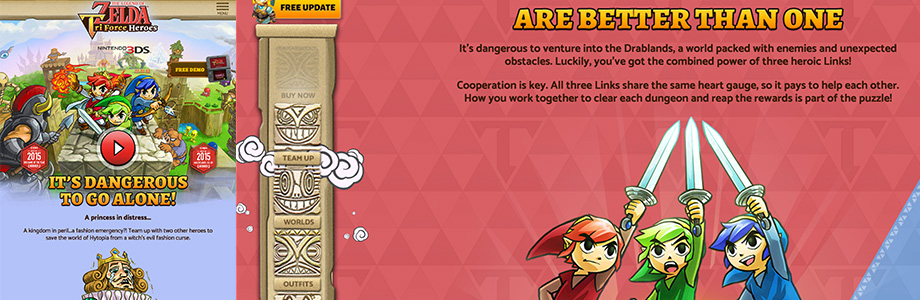 THE LEGEND OF
ZELDA
Tri Force Heroes
MENU
NINTENDO 3DS
FREE DEMO
2015
2015
IT'S DANGEROUS
TO GO ALONE!
A princess in distress...
A kingdom in peril...a fashion emergency?! Team up with two other heroes to
save the world of Hytopia from a witch's evil fashion curse.
FREE UPDATE
BUY NOW
TEAM UP
WORLDS
OUTFITS
ARE BETTER THAN ONE
It's dangerous to venture into the Drablands, a world packed with enemies and unexpected
obstacles. Luckily, you've got the combined power of three heroic Links!
Cooperation is key. All three Links share the same heart gauge, so it pays to help each other.
How you work together to clear each dungeon and reap the rewards is part of the puzzle!